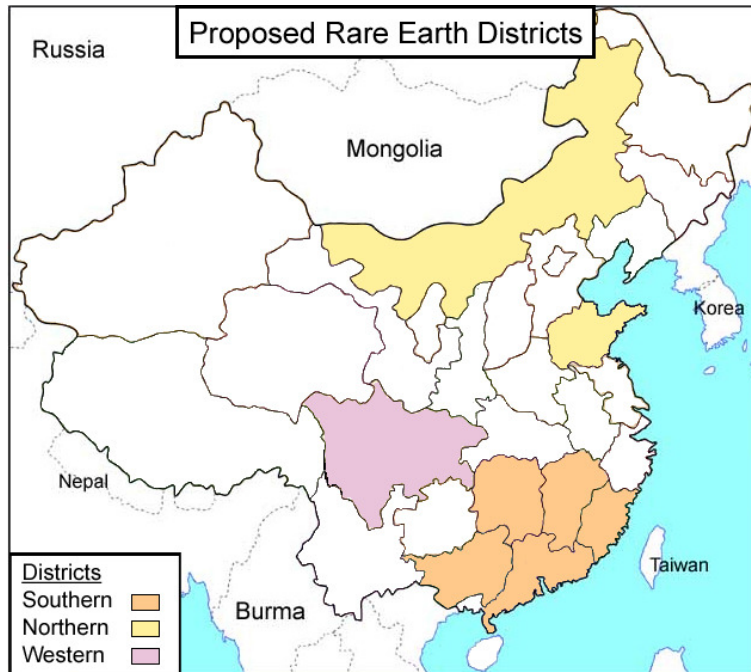 Proposed Rare Earth Districts
Russia
Mongolia
Korea
Nepal
Taiwan
Burma
Districts
Southern
Northern
Western